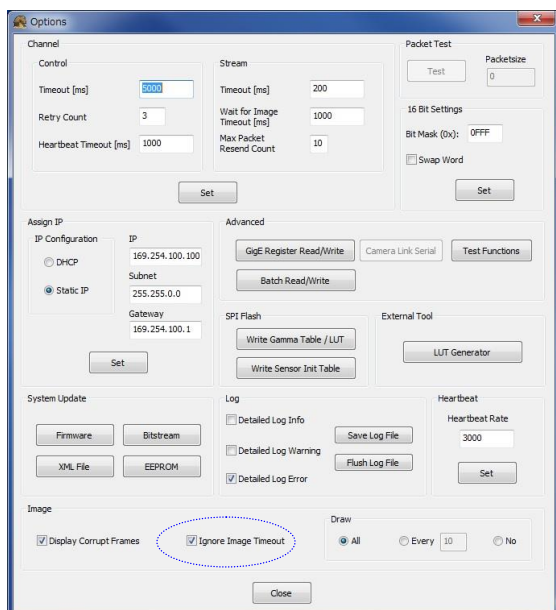 Options
Channel
Control
Timeout [ms] 5000
Retry Count 3
Heartbeat Timeout [ms] 1000
Stream
Timeout [ms] 200
Wait for Image
Timeout [ms] 1000
Max Packet
Resend Count 10
Set
Packet Test
Test
Packetsize
0
16 Bit Settings
Bit Mask (0x): 0FFF
Swap Word
Set
Assign IP
IP Configuration
DHCP
Static IP
IP
169.254.100.100
Subnet
255.255.0.0
Gateway
169.254.100.1
Set
Advanced
GigE Register Read/Write
Camera Link Serial
Test Functions
Batch Read/Write
SPI Flash
Write Gamma Table / LUT
Write Sensor Init Table
External Tool
LUT Generator
System Update
Firmware
Bitstream
XML File
EEPROM
Log
Detailed Log Info
Detailed Log Warning
Detailed Log Error
Save Log File
Flush Log File
Heartbeat
Heartbeat Rate
3000
Set
Image
Display Corrupt Frames
Ignore Image Timeout
Draw
All
Every 10
No
Close